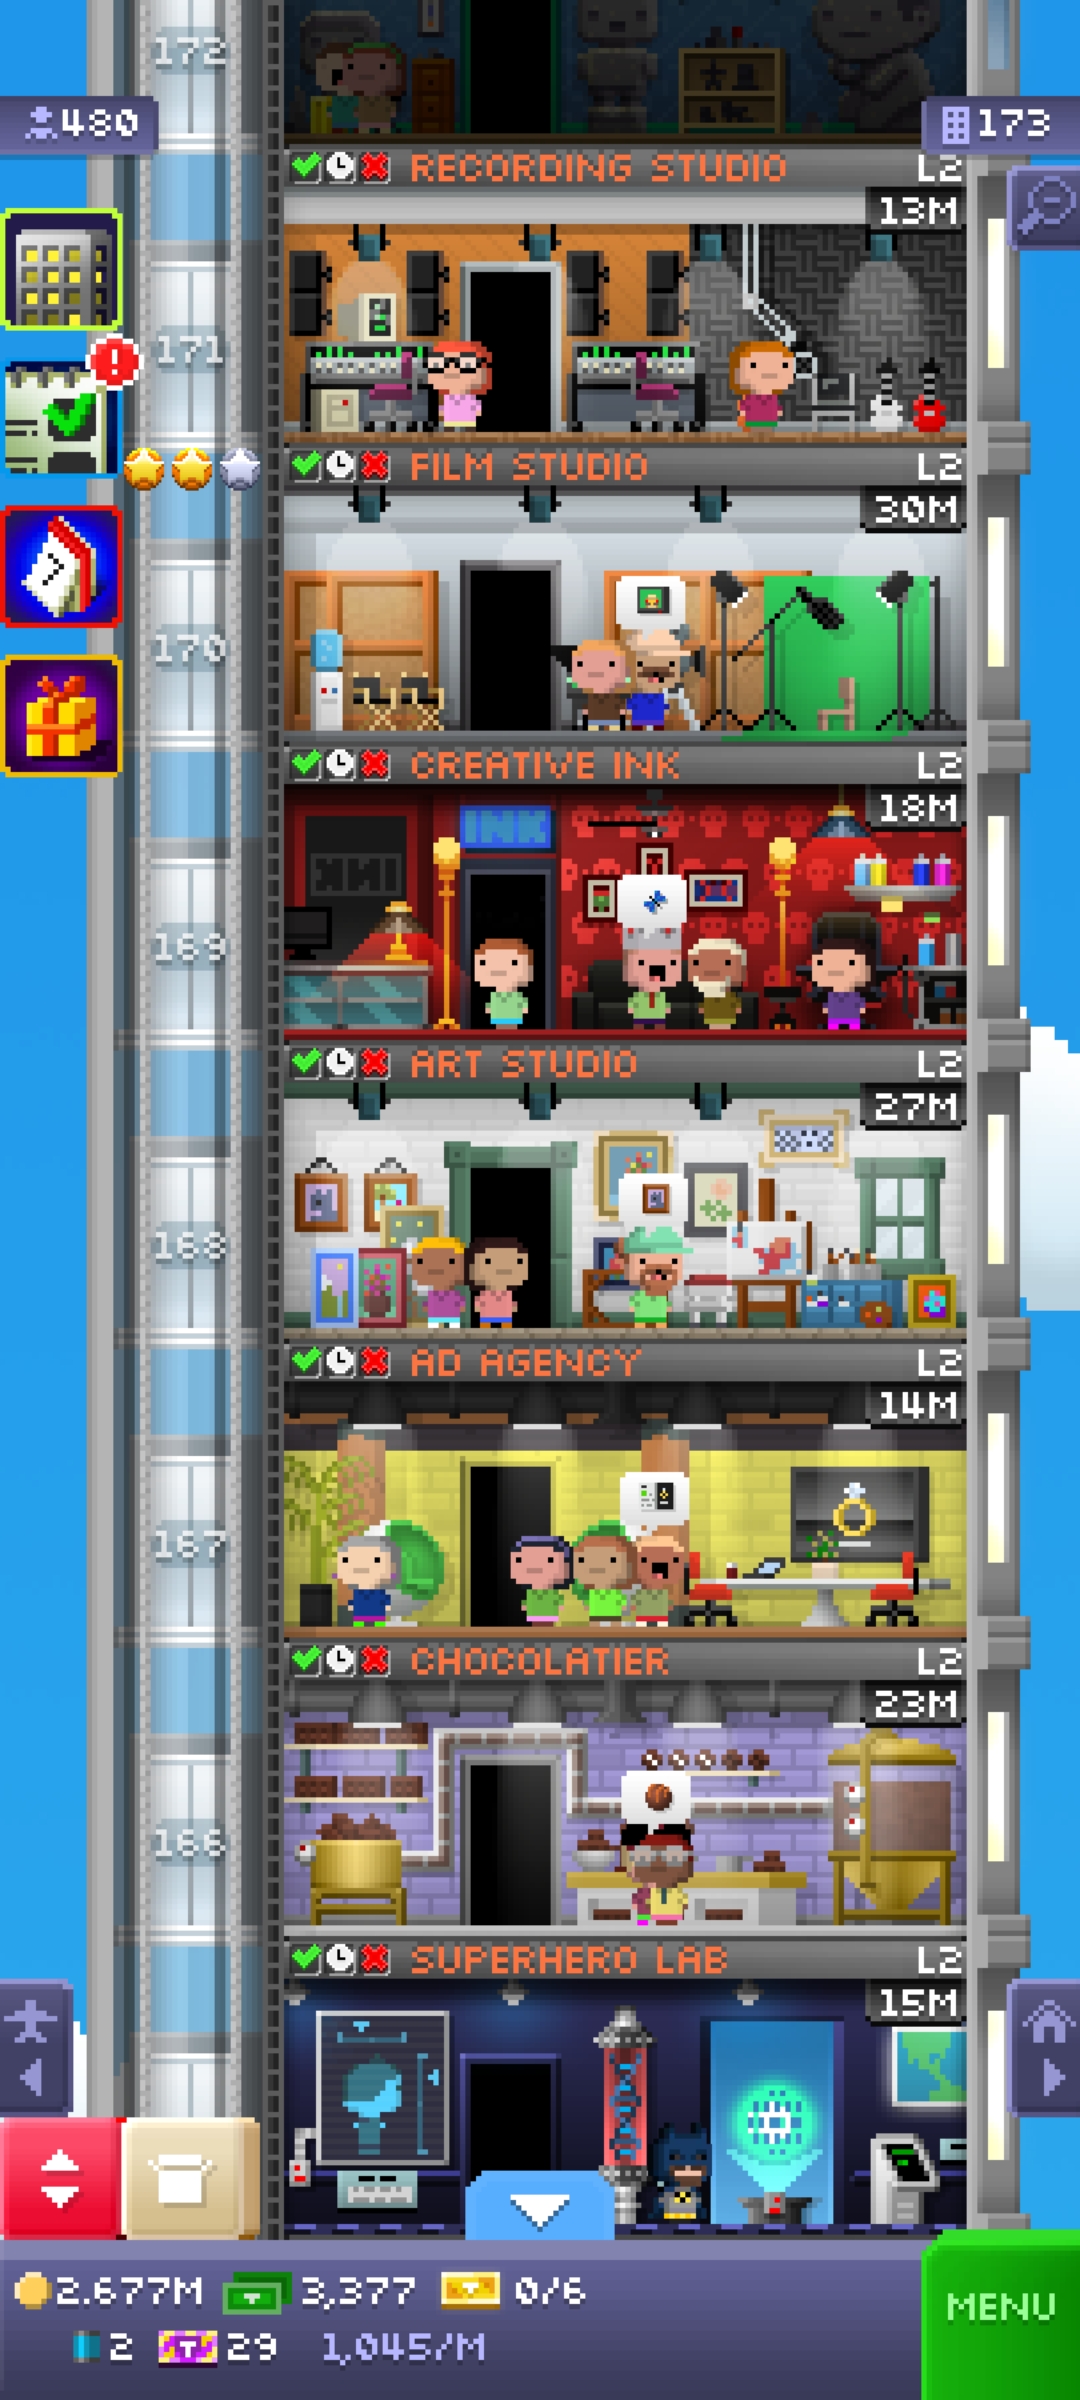 172
480
173
RECORDING STUDIO L2
13M
171
FILM STUDIO L2
30M
170
CREATIVE INK L2
18M
INK
169
ART STUDIO L2
27M
168
AD AGENCY L2
14M
167
CHOCOLATIER L2
23M
166
SUPERHERO LAB L2
15M
2.677M 3,377 0/6
2 29 1,045/M
MENU